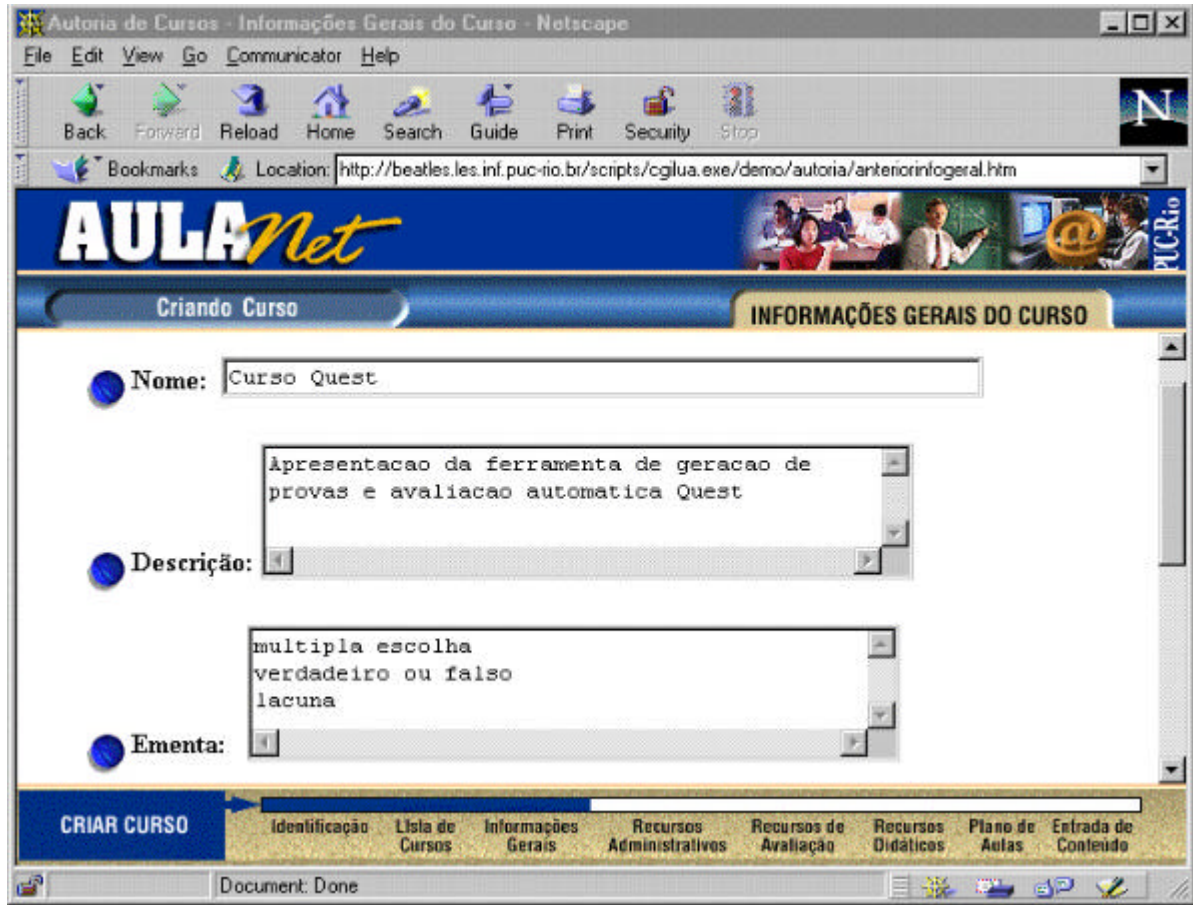 Autoria de Cursos - Informações Gerais do Curso - Netscape
File Edit View Go Communicator Help
Back Forward Reload Home Search Guide Print Security Stop
N
Bookmarks Location: http://beatles.les.inf.puc-rio.br/scripts/cgilua.exe/demo/autoria/anteriorinfogeral.htm
AULANet
PUC-Rio
Criando Curso
INFORMAÇÕES GERAIS DO CURSO
Nome: Curso Quest
Apresentacao da ferramenta de geracao de
provas e avaliacao automatica Quest
Descrição:
multipla escolha
verdadeiro ou falso
lacuna
Ementa:
CRIAR CURSO
Identificação Lista de Informações Recursos Recursos de Recursos Plano de Entrada de
Cursos Gerais Administrativos Avaliação Didáticos Aulas Conteúdo
Document: Done